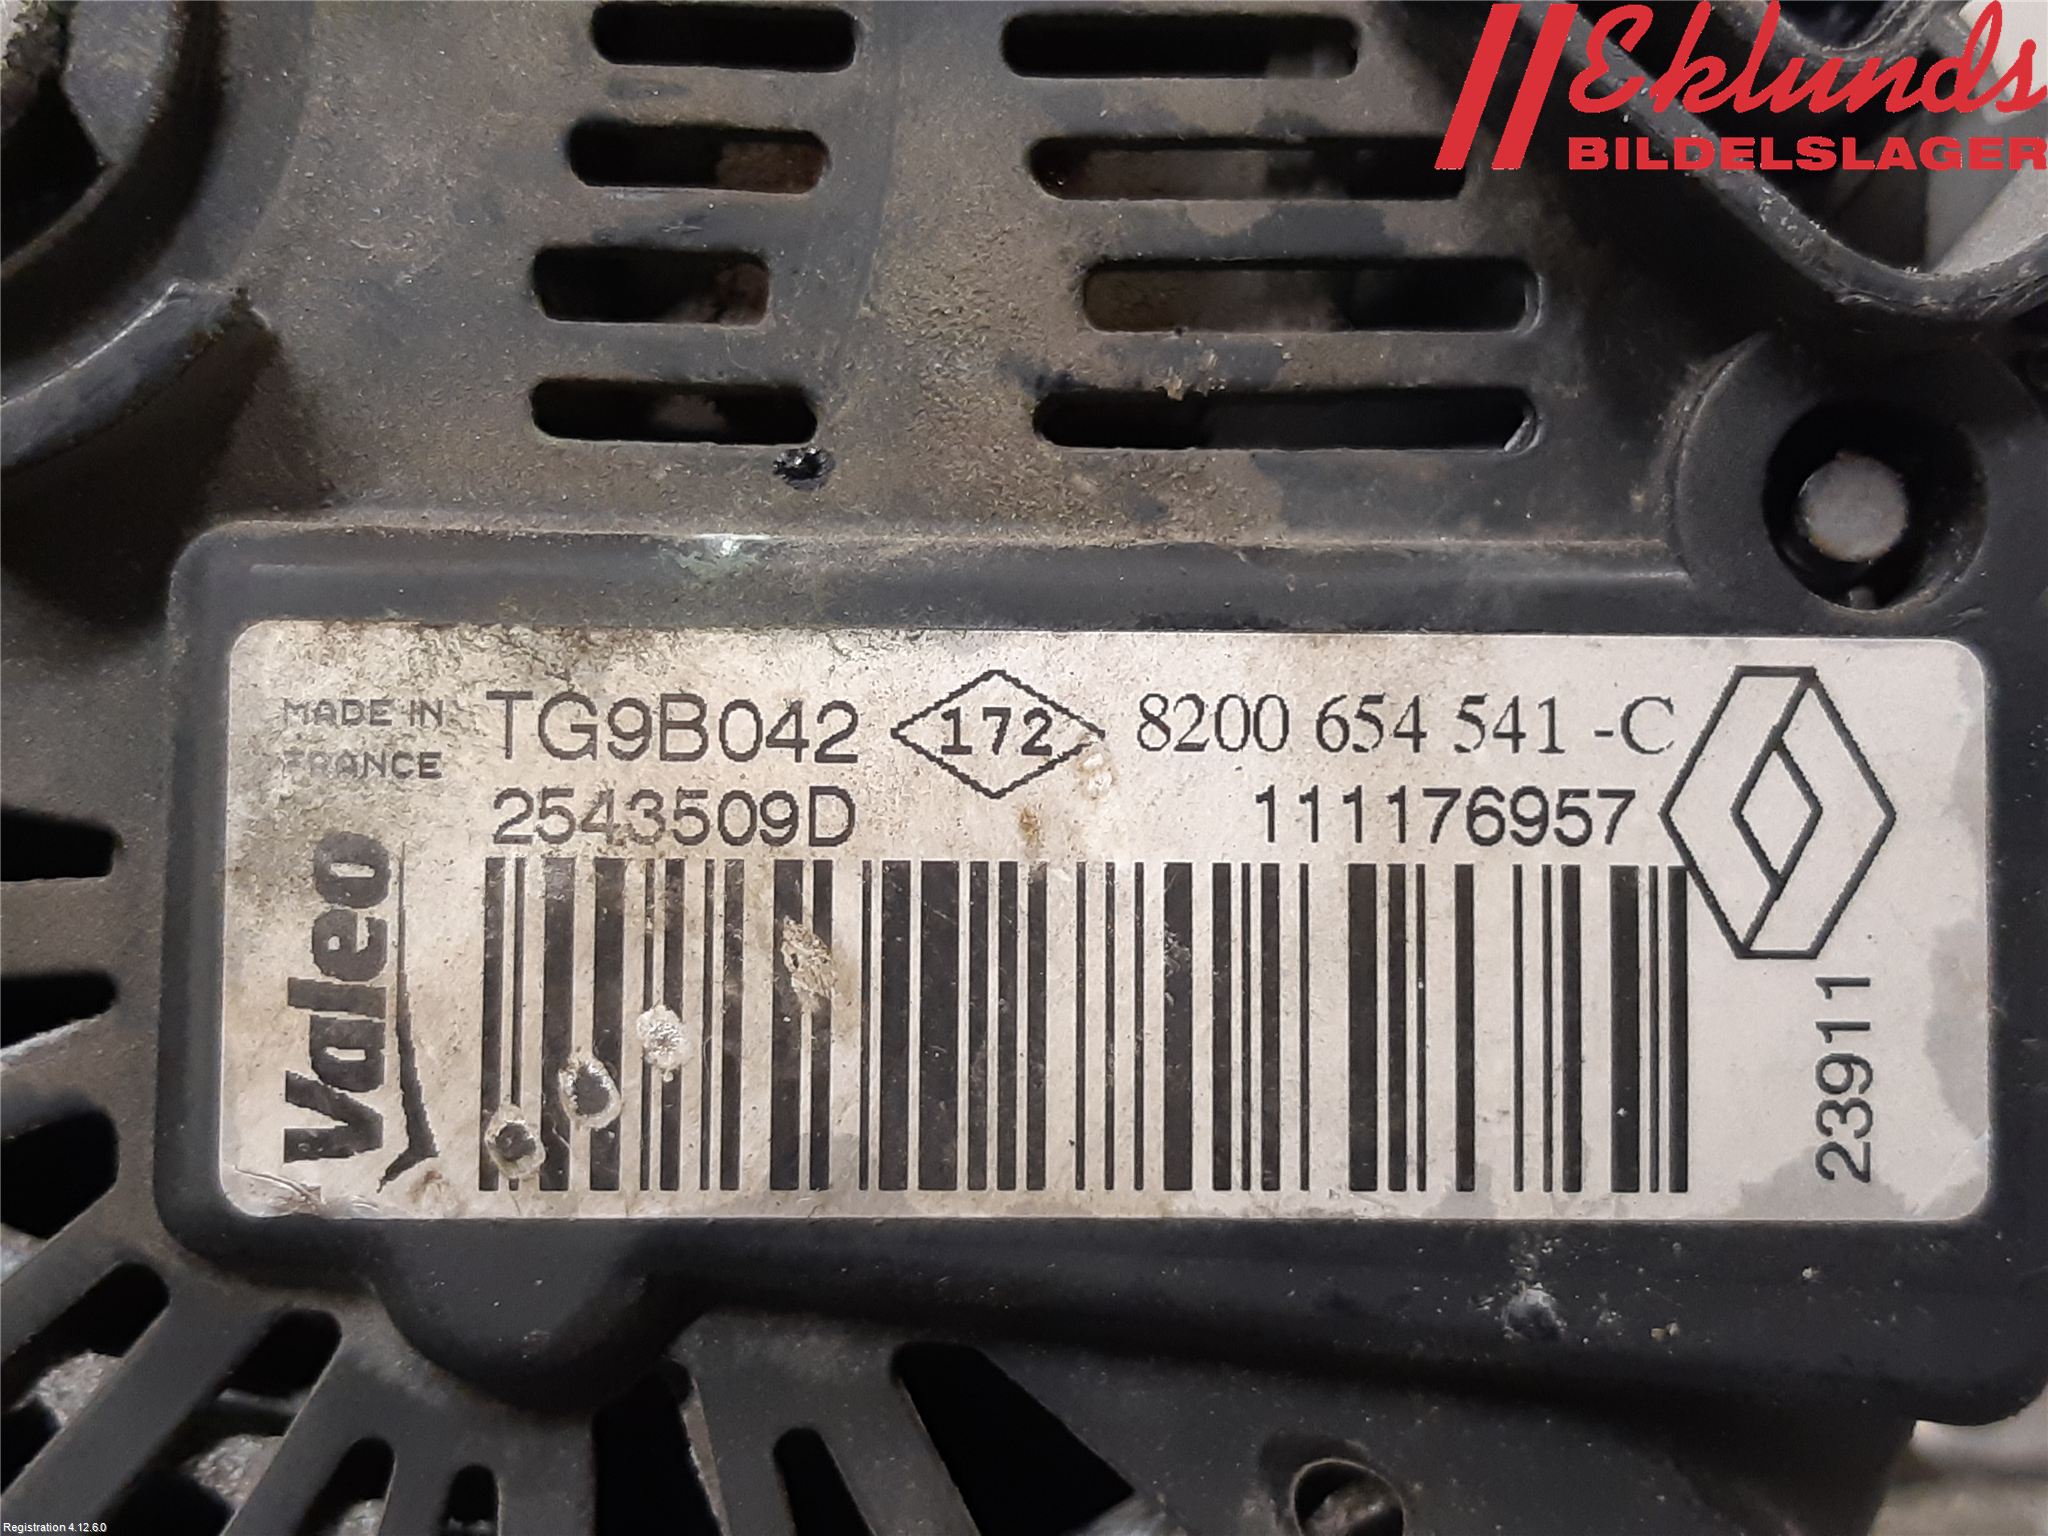 Eklunds
BILDELSLAGER
MADE IN
FRANCE
TG9B042
172
8200 654 541 -C
2543509D
111176957
Valeo
23911
Registration 4.12.6.0